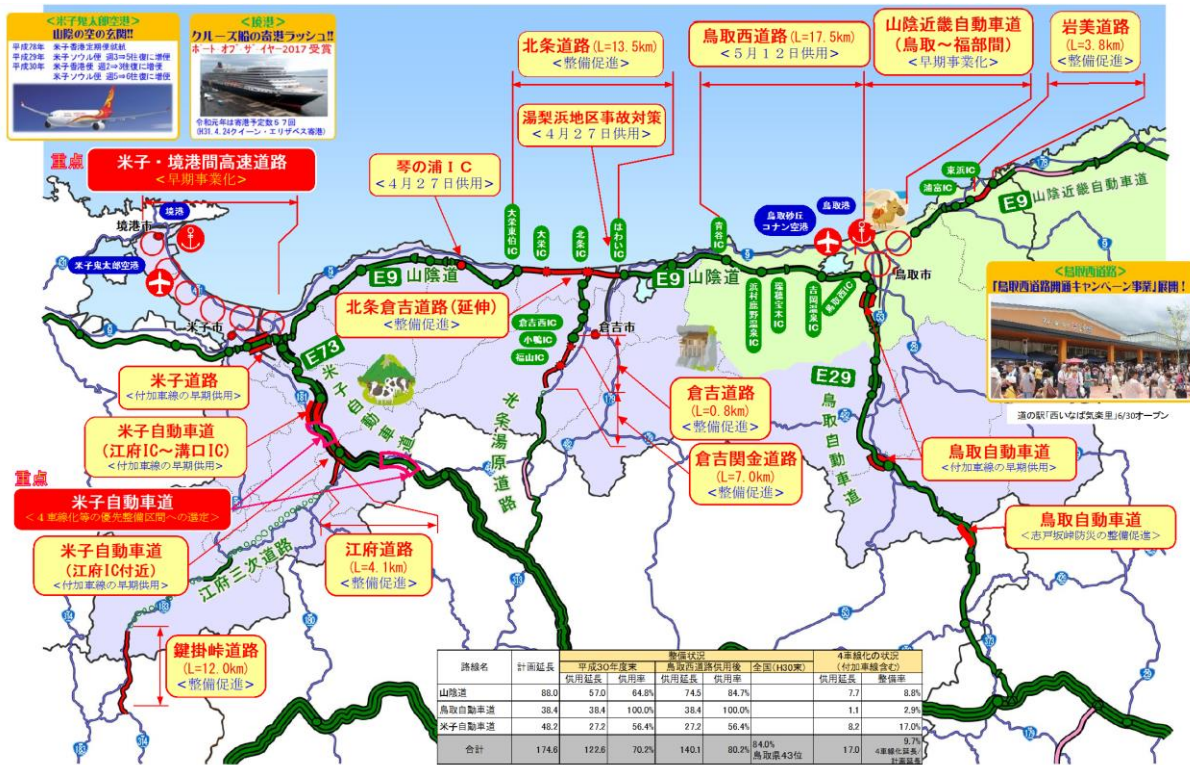 ＜米子鬼太郎空港＞
山陰の空の玄関!!
平成28年 米子香港定期便就航
平成29年 米子ソウル便 週3⇒5往復に増便
平成30年 米子香港便 週2⇒3往復に増便
米子ソウル便 週5⇒6往復に増便
＜境港＞
クルーズ船の寄港ラッシュ!!
ポート オブ ザ イヤー2017 受賞
令和元年は寄港予定数57回
(H31.4.24クイーン・エリザベス寄港)
北条道路(L=13.5km)
＜整備促進＞
鳥取西道路(L=17.5km)
＜５月１２日供用＞
山陰近畿自動車道
(鳥取～福部間)
＜早期事業化＞
岩美道路
(L=3.8km)
＜整備促進＞
湯梨浜地区事故対策
＜４月２７日供用＞
重点
米子・境港間高速道路
＜早期事業化＞
琴の浦ＩＣ
＜４月２７日供用＞
境港
境港市
米子鬼太郎空港
米子市
大栄東伯IC
大栄IC
北条IC
はわいIC
青谷IC
鳥取砂丘
コナン空港
鳥取港
浦富IC
東浜IC
178
E9 山陰近畿自動車道
鳥取市
E9 山陰道
E9 山陰道
浜村鹿野温泉IC
瑞穂宝木IC
吉岡温泉IC
鳥取西IC
北条倉吉道路(延伸)
＜整備促進＞
倉吉西IC
小鴨IC
福山IC
倉吉市
＜鳥取西道路＞
「鳥取西道路開通キャンペーン事業」展開！
道の駅「西いなば気楽里」6/30オープン
E73
米子自動車道
米子道路
＜付加車線の早期供用＞
181
米子自動車道
(江府IC～溝口IC)
＜付加車線の早期供用＞
北条湯原道路
倉吉道路
(L=0.8km)
＜整備促進＞
倉吉関金道路
(L=7.0km)
＜整備促進＞
E29
鳥取自動車道
鳥取自動車道
＜付加車線の早期供用＞
重点
米子自動車道
＜４車線化等の優先整備区間への選定＞
米子自動車道
(江府IC付近)
＜付加車線の早期供用＞
江府三次道路
183
江府道路
(L=4.1km)
＜整備促進＞
鳥取自動車道
＜志戸坂峠防災の整備促進＞
鍵掛峠道路
(L=12.0km)
＜整備促進＞
314
180
313
53
373
29
179
183
314
路線名 計画延長 整備状況 4車線化の状況
平成30年度末 鳥取西道路供用後 全国(H30末) (付加車線含む)
供用延長 供用率 供用延長 供用率 供用延長 整備率
山陰道 88.0 57.0 64.8% 74.5 84.7% 7.7 8.8%
鳥取自動車道 38.4 38.4 100.0% 38.4 100.0% 1.1 2.9%
米子自動車道 48.2 27.2 56.4% 27.2 56.4% 8.2 17.0%
合計 174.6 122.6 70.2% 140.1 80.2% 84.0% 鳥取県43位 17.0 9.7%
4車線化延長/計画延長